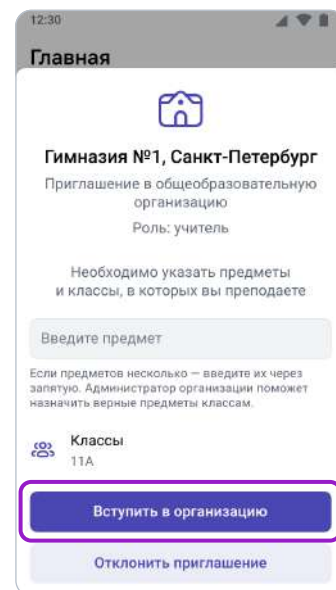 12:30
Главная
Гимназия №1, Санкт-Петербург
Приглашение в общеобразовательную
организацию
Роль: учитель
Необходимо указать предметы
и классы, в которых вы преподаете
Введите предмет
Если предметов несколько — введите их через
запятую. Администратор организации поможет
назначить верные предметы классам.
Классы
11А
Вступить в организацию
Отклонить приглашение